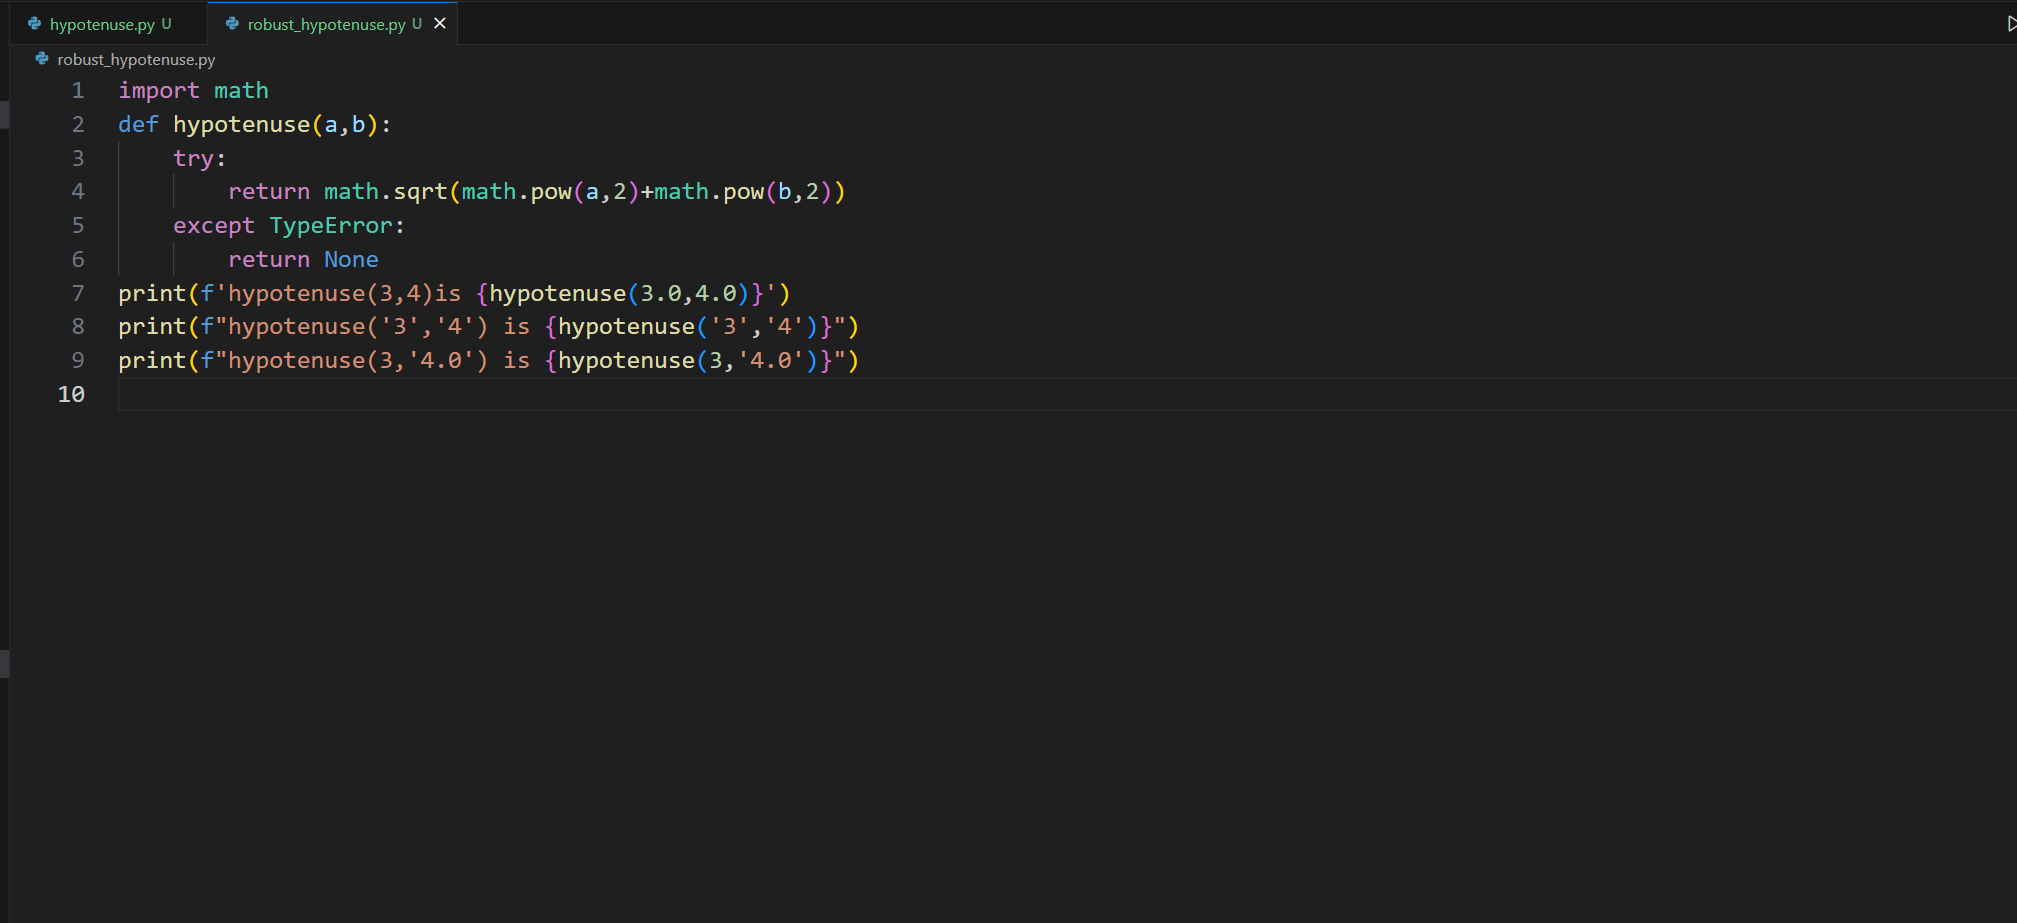 hypotenuse.py U robust_hypotenuse.py U
robust_hypotenuse.py
1 import math
2 def hypotenuse(a,b):
3     try:
4         return math.sqrt(math.pow(a,2)+math.pow(b,2))
5     except TypeError:
6         return None
7 print(f'hypotenuse(3,4)is {hypotenuse(3.0,4.0)}')
8 print(f"hypotenuse('3','4') is {hypotenuse('3','4')}")
9 print(f"hypotenuse(3,'4.0') is {hypotenuse(3,'4.0')}")
10